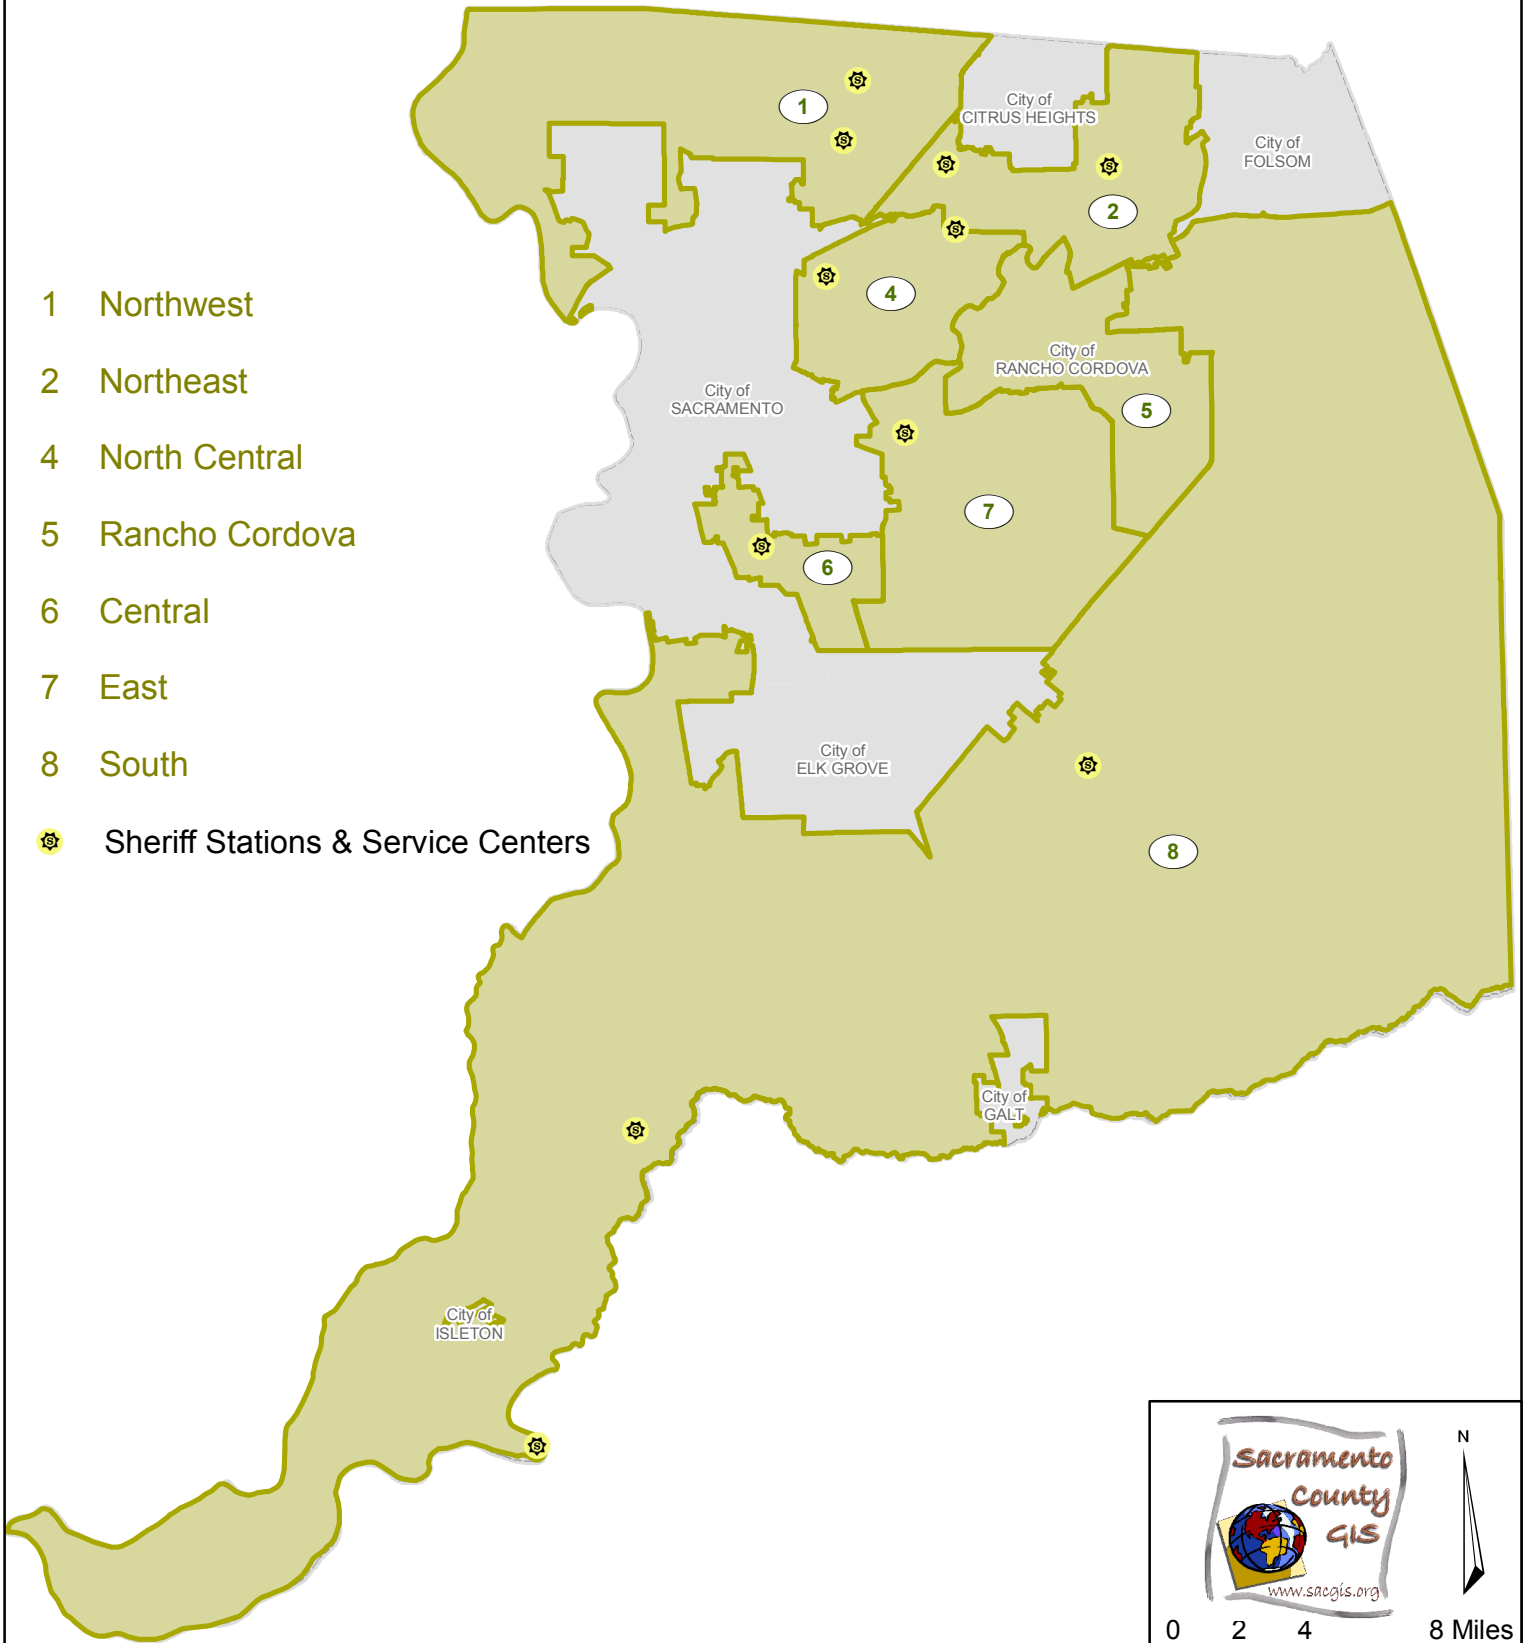 1
City of
CITRUS HEIGHTS
City of
FOLSOM
2
4
City of
RANCHO CORDOVA
5
City of
SACRAMENTO
7
6
City of
ELK GROVE
8
City of
GALT
City of
ISLETON
1 Northwest
2 Northeast
4 North Central
5 Rancho Cordova
6 Central
7 East
8 South
S Sheriff Stations & Service Centers
S
S
S
S
S
S
S
S
S
S
S
Sacramento
County
GIS
www.sacgis.org
N
0 2 4 8 Miles